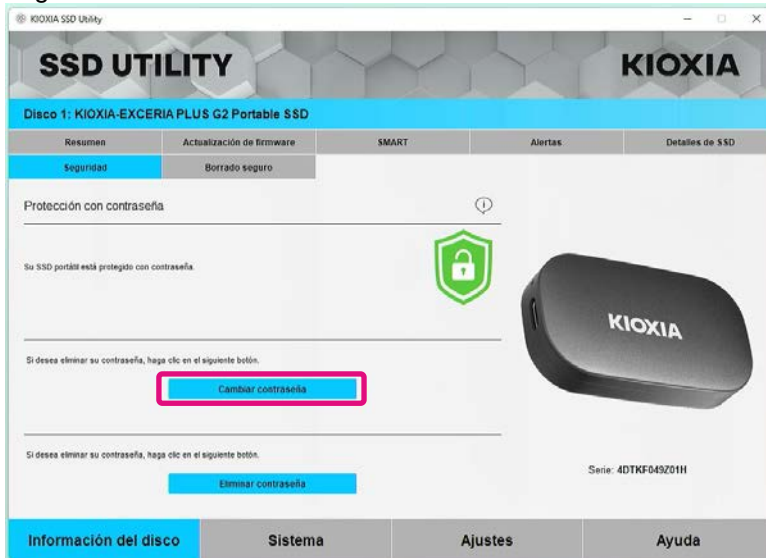 KIOXIA SSD Utility
SSD UTILITY
KIOXIA
Disco 1: KIOXIA-EXCERIA PLUS G2 Portable SSD
Resumen
Actualización de firmware
SMART
Alertas
Detalles de SSD
Seguridad
Borrado seguro
Protección con contraseña
Su SSD portátil está protegido con contraseña.
KIOXIA
Si desea eliminar su contraseña, haga clic en el siguiente botón.
Cambiar contraseña
Si desea eliminar su contraseña, haga clic en el siguiente botón.
Eliminar contraseña
Serie: 4DTKF049Z01H
Información del disco
Sistema
Ajustes
Ayuda